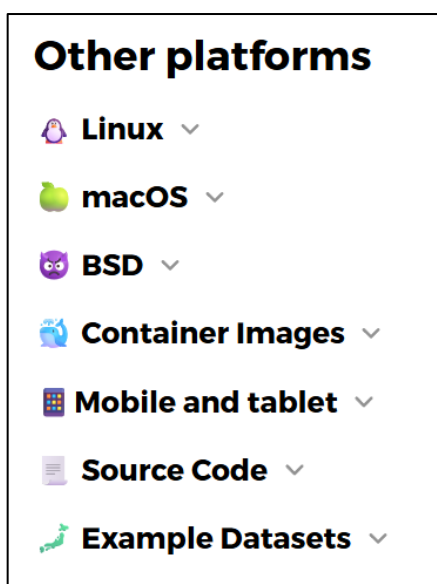 Other platforms
Linux
macOS
BSD
Container Images
Mobile and tablet
Source Code
Example Datasets